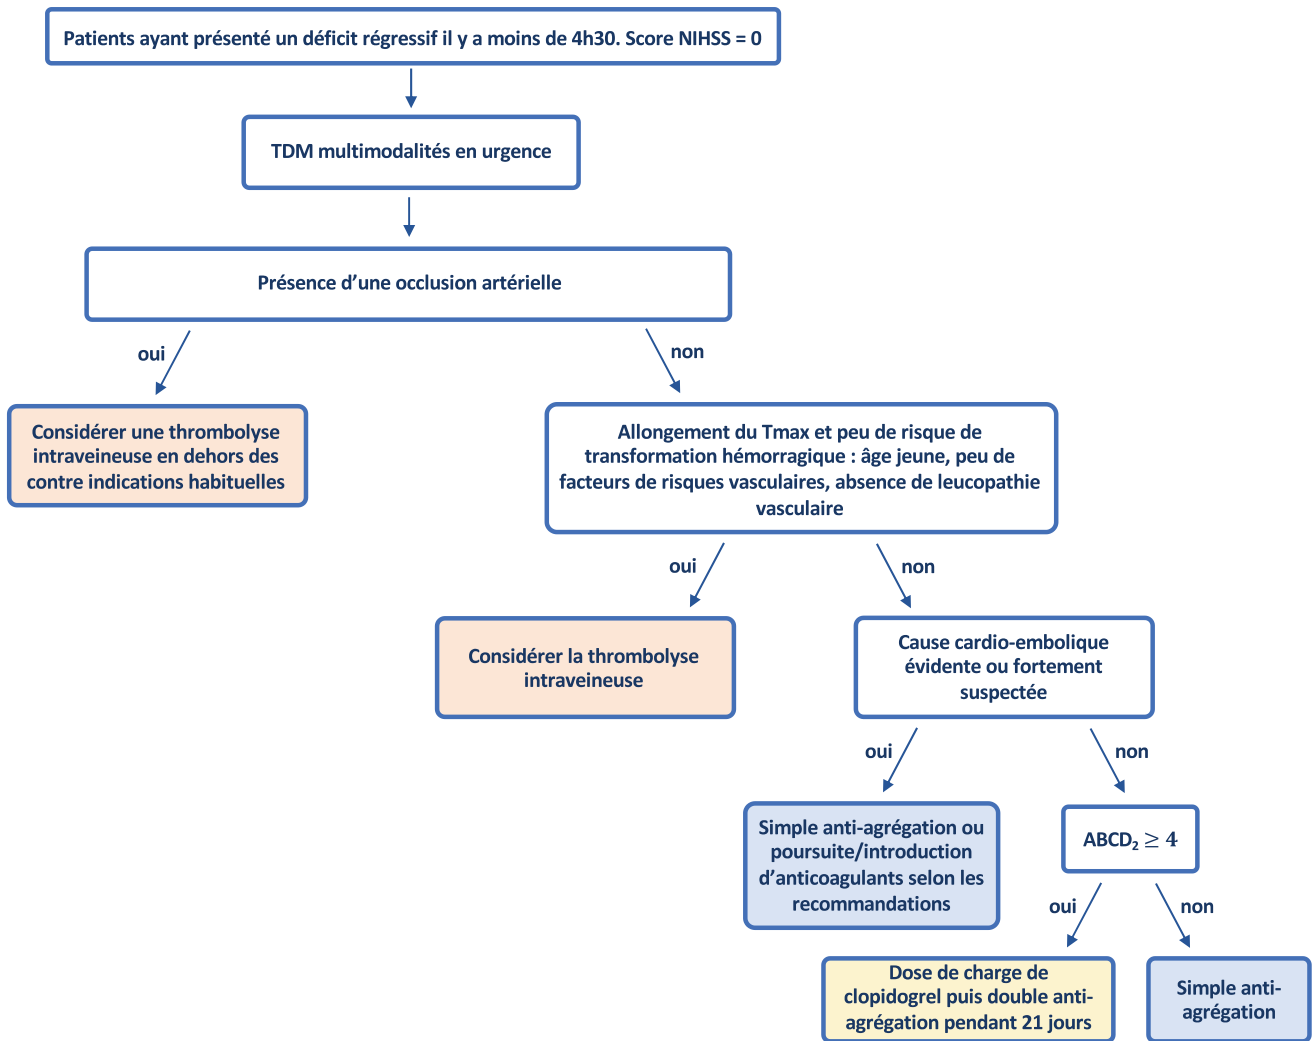 Patients ayant présenté un déficit régressif il y a moins de 4h30. Score NIHSS = 0
TDM multimodalités en urgence
Présence d’une occlusion artérielle
oui
non
Considérer une thrombolyse
intraveineuse en dehors des
contre indications habituelles
Allongement du Tmax et peu de risque de
transformation hémorragique : âge jeune, peu de
facteurs de risques vasculaires, absence de leucopathie
vasculaire
oui
non
Considérer la thrombolyse
intraveineuse
Cause cardio-embolique
évidente ou fortement
suspectée
oui
non
Simple anti-agrégation ou
poursuite/introduction
d’anticoagulants selon les
recommandations
ABCD₂ ≥ 4
oui
non
Dose de charge de
clopidogrel puis double anti-
agrégation pendant 21 jours
Simple anti-
agrégation